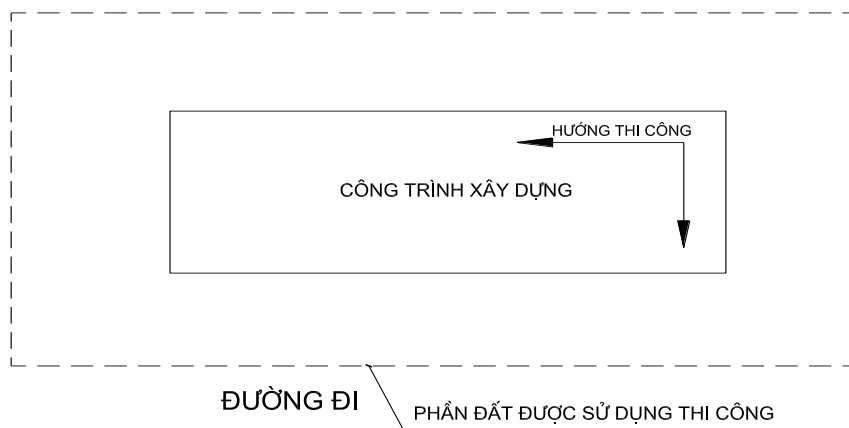 HƯỚNG THI CÔNG
CÔNG TRÌNH XÂY DỰNG
ĐƯỜNG ĐI
PHẦN ĐẤT ĐƯỢC SỬ DỤNG THI CÔNG